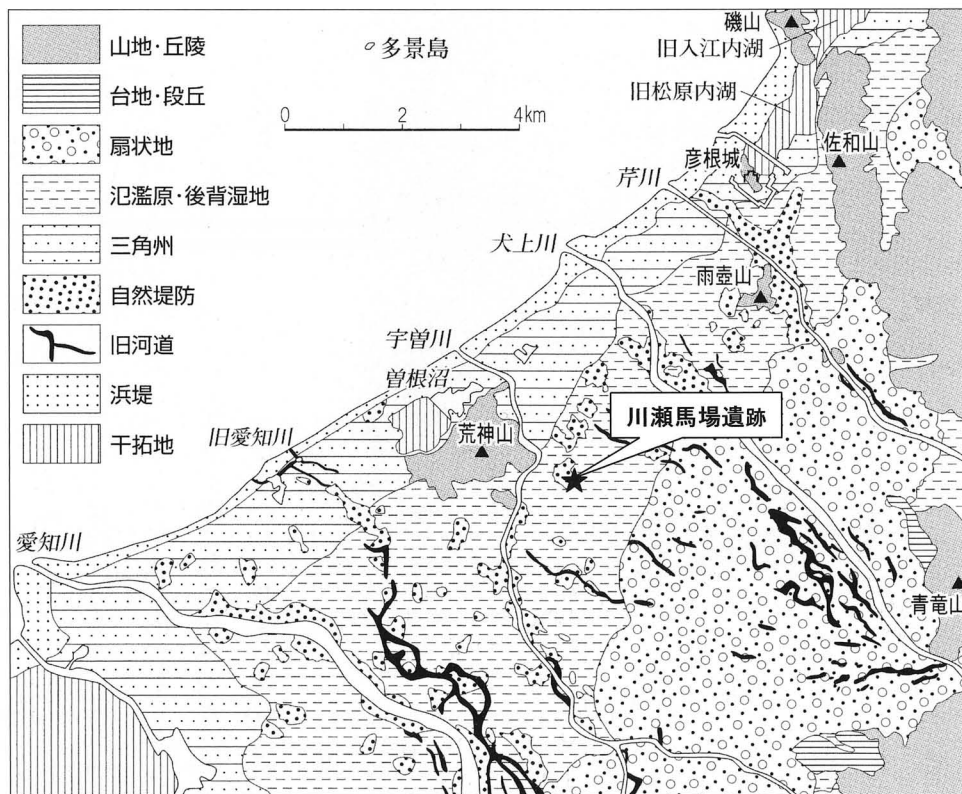 山地・丘陵
台地・段丘
扇状地
氾濫原・後背湿地
三角州
自然堤防
旧河道
浜堤
干拓地
多景島
0 2 4km
磯山
旧入江内湖
旧松原内湖
佐和山
彦根城
芹川
犬上川
雨壺山
宇曽川
曽根沼
川瀬馬場遺跡
荒神山
旧愛知川
愛知川
青竜山